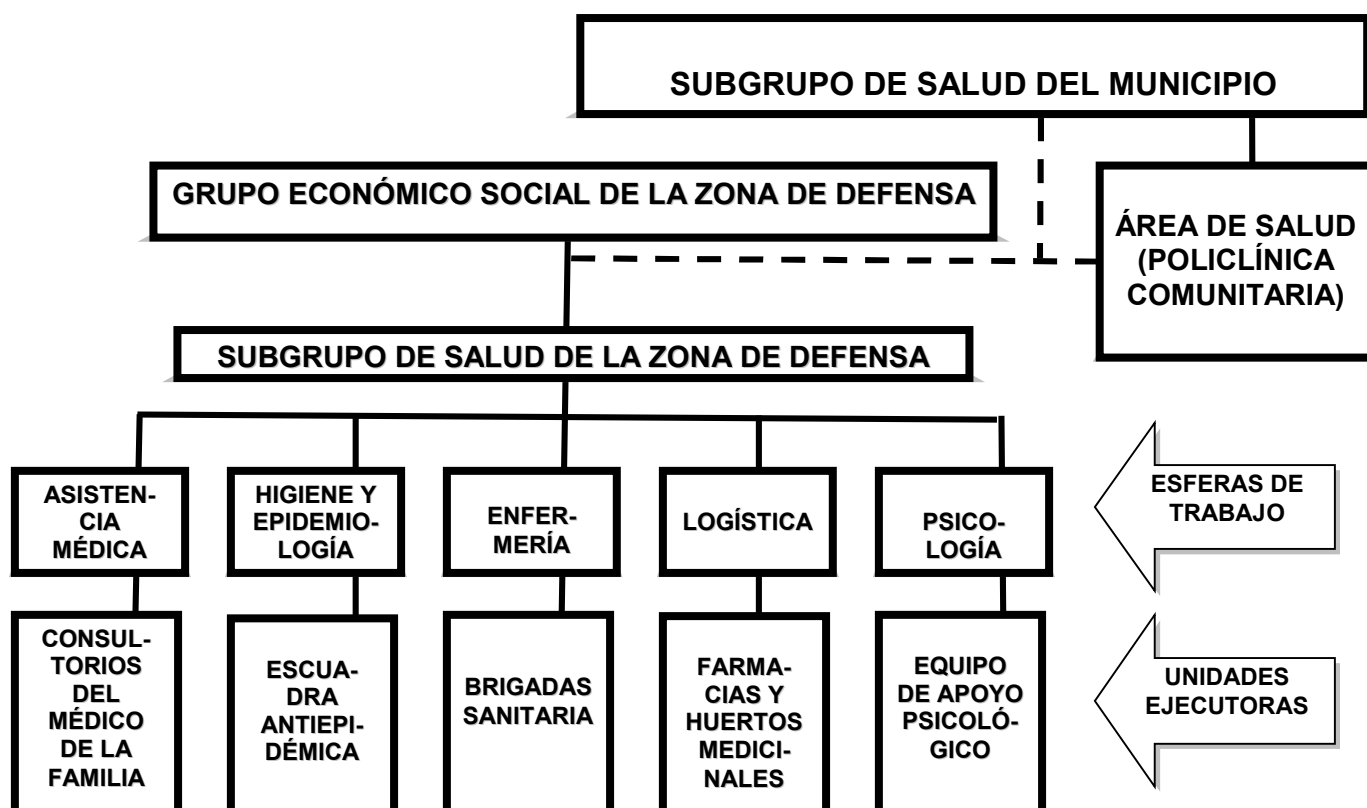 SUBGRUPO DE SALUD DEL MUNICIPIO
GRUPO ECONÓMICO SOCIAL DE LA ZONA DE DEFENSA
ÁREA DE SALUD
(POLICLÍNICA
COMUNITARIA)
SUBGRUPO DE SALUD DE LA ZONA DE DEFENSA
ASISTEN-
CIA
MÉDICA
HIGIENE Y
EPIDEMIO-
LOGÍA
ENFER-
MERÍA
LOGÍSTICA
PSICO-
LOGÍA
ESFERAS DE
TRABAJO
CONSUL-
TORIOS
DEL
MÉDICO
DE LA
FAMILIA
ESCUA-
DRA
ANTIEPI-
DÉMICA
BRIGADAS
SANITARIA
FARMA-
CIAS Y
HUERTOS
MEDICI-
NALES
EQUIPO
DE APOYO
PSICOLÓ-
GICO
UNIDADES
EJECUTORAS